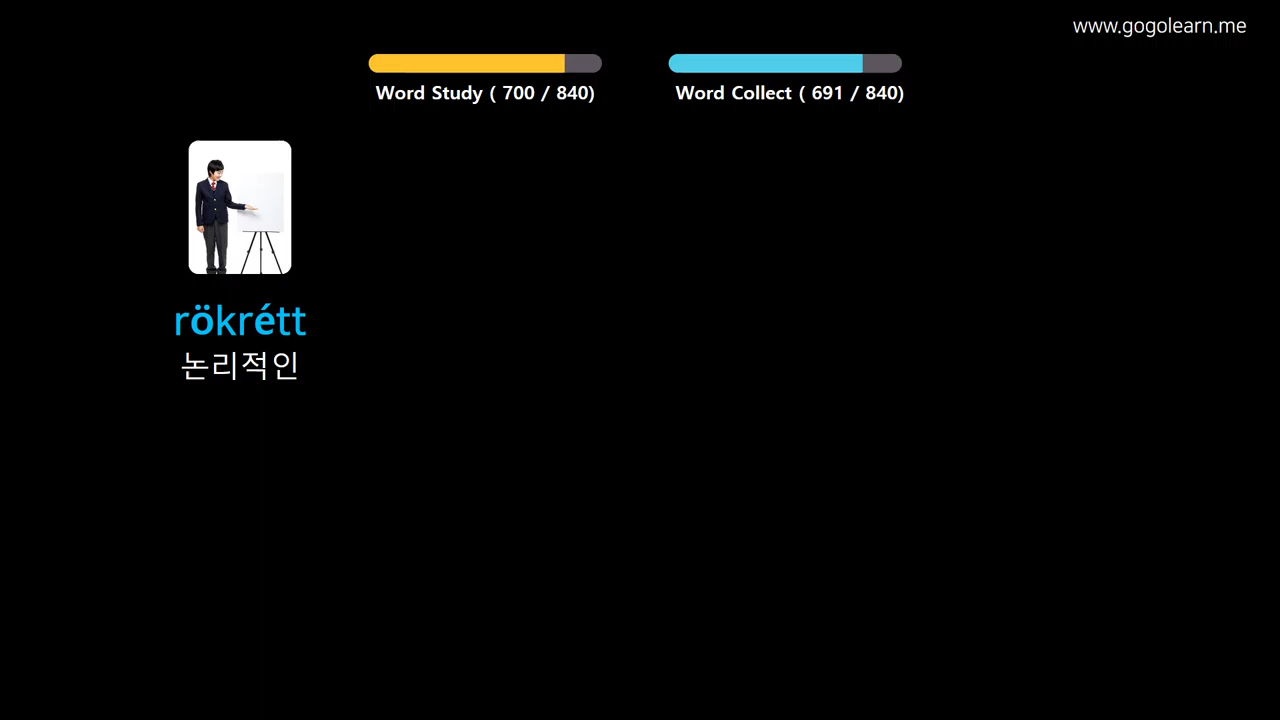 www.gogolearn.me
Word Study ( 700 / 840)
Word Collect ( 691 / 840)
rökrétt
논리적인